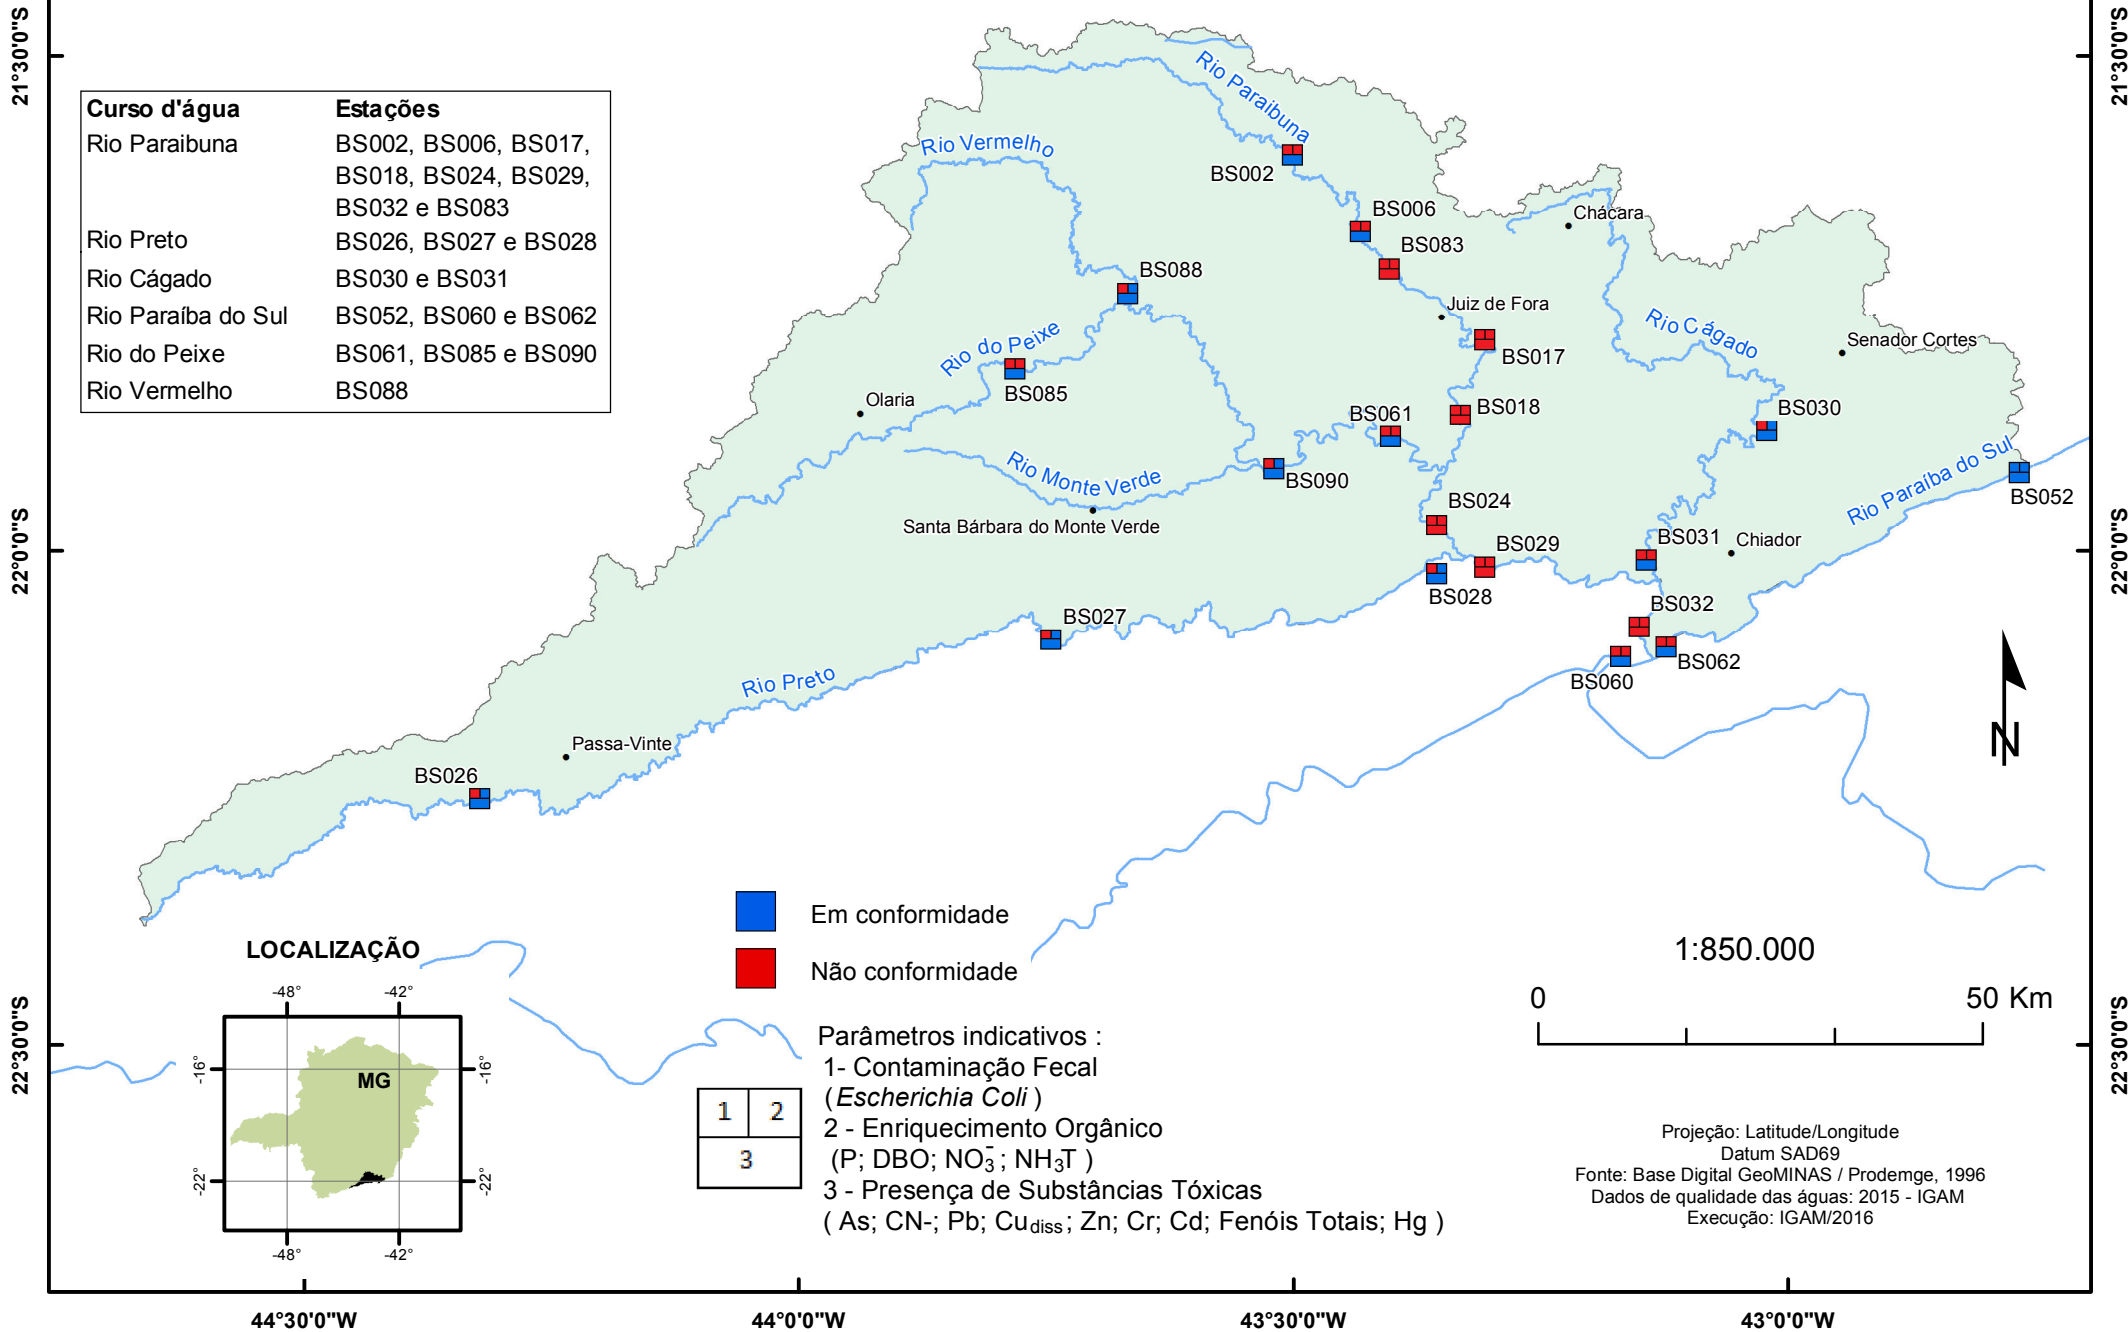 21°30'0"S
21°30'0"S
22°0'0"S
22°0'0"S
22°30'0"S
22°30'0"S
44°30'0"W
44°0'0"W
43°30'0"W
43°0'0"W
Curso d'água Estações
Rio Paraibuna BS002, BS006, BS017,
BS018, BS024, BS029,
BS032 e BS083
Rio Preto BS026, BS027 e BS028
Rio Cágado BS030 e BS031
Rio Paraíba do Sul BS052, BS060 e BS062
Rio do Peixe BS061, BS085 e BS090
Rio Vermelho BS088
Rio Paraibuna
Rio Vermelho
BS002
BS006
Chácara
BS083
BS088
Juiz de Fora
Rio Cágado
Senador Cortes
Rio do Peixe
BS017
BS085
Olaria
BS061
BS018
BS030
Rio Monte Verde
BS090
Rio Paraíba do Sul
BS052
BS024
Santa Bárbara do Monte Verde
BS029
BS031
Chiador
BS028
BS027
BS032
BS062
BS060
Rio Preto
Passa-Vinte
BS026
N
Em conformidade
Não conformidade
LOCALIZAÇÃO
-48°
-42°
-16°
-16°
MG
-22°
-22°
-48°
-42°
1:850.000
0 50 Km
Parâmetros indicativos :
1- Contaminação Fecal
(Escherichia Coli )
2 - Enriquecimento Orgânico
(P; DBO; NO₃⁻; NH₃T )
3 - Presença de Substâncias Tóxicas
( As; CN-; Pb; Cu diss; Zn; Cr; Cd; Fenóis Totais; Hg )
1 2
3
Projeção: Latitude/Longitude
Datum SAD69
Fonte: Base Digital GeoMINAS / Prodemge, 1996
Dados de qualidade das águas: 2015 - IGAM
Execução: IGAM/2016